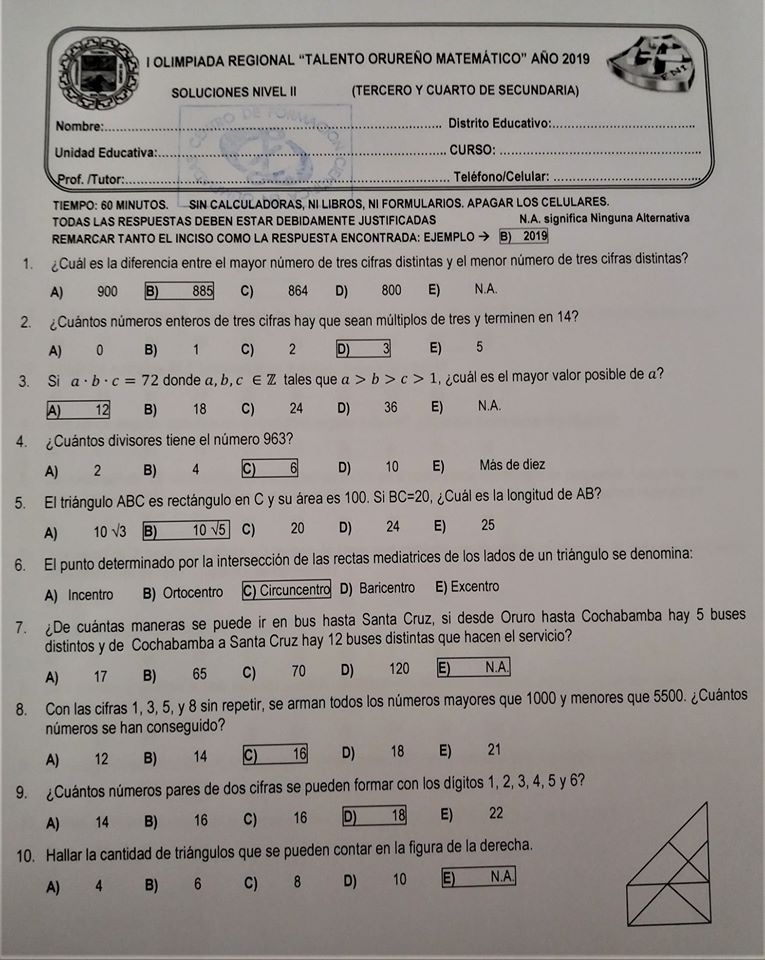 I OLIMPIADA REGIONAL “TALENTO ORUREÑO MATEMÁTICO” AÑO 2019
SOLUCIONES NIVEL II (TERCERO Y CUARTO DE SECUNDARIA)
FNI
CENTRO DE FORMACION
Nombre:........ Distrito Educativo:........
Unidad Educativa:........ CURSO: ........
Prof. /Tutor:........ Teléfono/Celular: ........
TIEMPO: 60 MINUTOS. SIN CALCULADORAS, NI LIBROS, NI FORMULARIOS. APAGAR LOS CELULARES.
TODAS LAS RESPUESTAS DEBEN ESTAR DEBIDAMENTE JUSTIFICADAS N.A. significa Ninguna Alternativa
REMARCAR TANTO EL INCISO COMO LA RESPUESTA ENCONTRADA: EJEMPLO → B) 2019
1. ¿Cuál es la diferencia entre el mayor número de tres cifras distintas y el menor número de tres cifras distintas?
A) 900 B) 885 C) 864 D) 800 E) N.A.
2. ¿Cuántos números enteros de tres cifras hay que sean múltiplos de tres y terminen en 14?
A) 0 B) 1 C) 2 D) 3 E) 5
3. Si a · b · c = 72 donde a, b, c ∈ ℤ tales que a > b > c > 1, ¿cuál es el mayor valor posible de a?
A) 12 B) 18 C) 24 D) 36 E) N.A.
4. ¿Cuántos divisores tiene el número 963?
A) 2 B) 4 C) 6 D) 10 E) Más de diez
5. El triángulo ABC es rectángulo en C y su área es 100. Si BC=20, ¿Cuál es la longitud de AB?
A) 10 √3 B) 10 √5 C) 20 D) 24 E) 25
6. El punto determinado por la intersección de las rectas mediatrices de los lados de un triángulo se denomina:
A) Incentro B) Ortocentro C) Circuncentro D) Baricentro E) Excentro
7. ¿De cuántas maneras se puede ir en bus hasta Santa Cruz, si desde Oruro hasta Cochabamba hay 5 buses
distintos y de Cochabamba a Santa Cruz hay 12 buses distintas que hacen el servicio?
A) 17 B) 65 C) 70 D) 120 E) N.A.
8. Con las cifras 1, 3, 5, y 8 sin repetir, se arman todos los números mayores que 1000 y menores que 5500. ¿Cuántos
números se han conseguido?
A) 12 B) 14 C) 16 D) 18 E) 21
9. ¿Cuántos números pares de dos cifras se pueden formar con los dígitos 1, 2, 3, 4, 5 y 6?
A) 14 B) 16 C) 16 D) 18 E) 22
10. Hallar la cantidad de triángulos que se pueden contar en la figura de la derecha.
A) 4 B) 6 C) 8 D) 10 E) N.A.